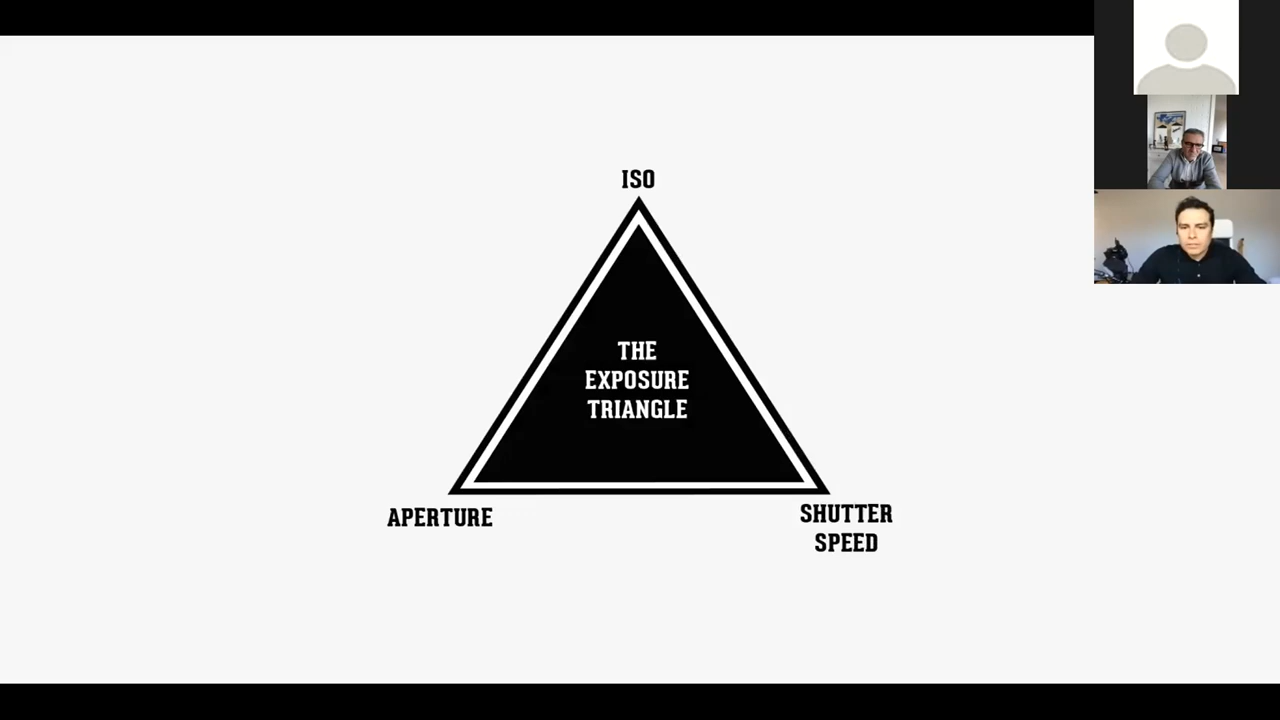 ISO
THE
EXPOSURE
TRIANGLE
APERTURE
SHUTTER
SPEED